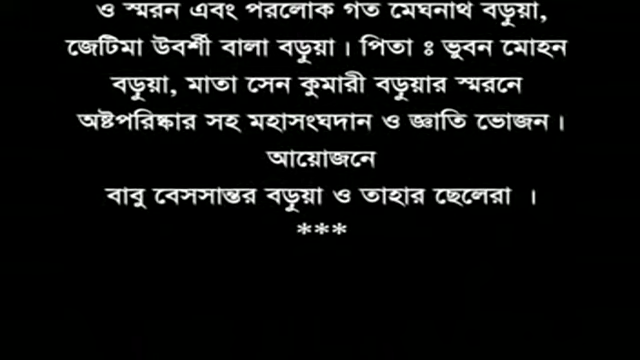 ও স্মরন এবং পরলোক গত মেঘনাথ বড়ুয়া,
জেটিমা উবর্শী বালা বড়ুয়া। পিতা ঃ ভুবন মোহন
বড়ুয়া, মাতা সেন কুমারী বড়ুয়ার স্মরনে
অষ্টপরিষ্কার সহ মহাসংঘদান ও জ্ঞাতি ভোজন।
আয়োজনে
বাবু বেসসান্তর বড়ুয়া ও তাহার ছেলেরা ।
***